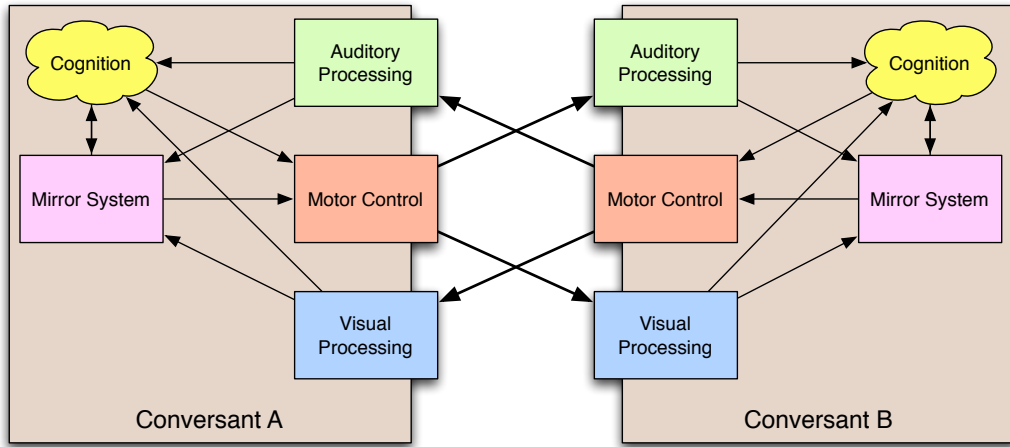 Cognition
Auditory
Processing
Mirror System
Motor Control
Visual
Processing
Conversant A
Auditory
Processing
Cognition
Motor Control
Mirror System
Visual
Processing
Conversant B